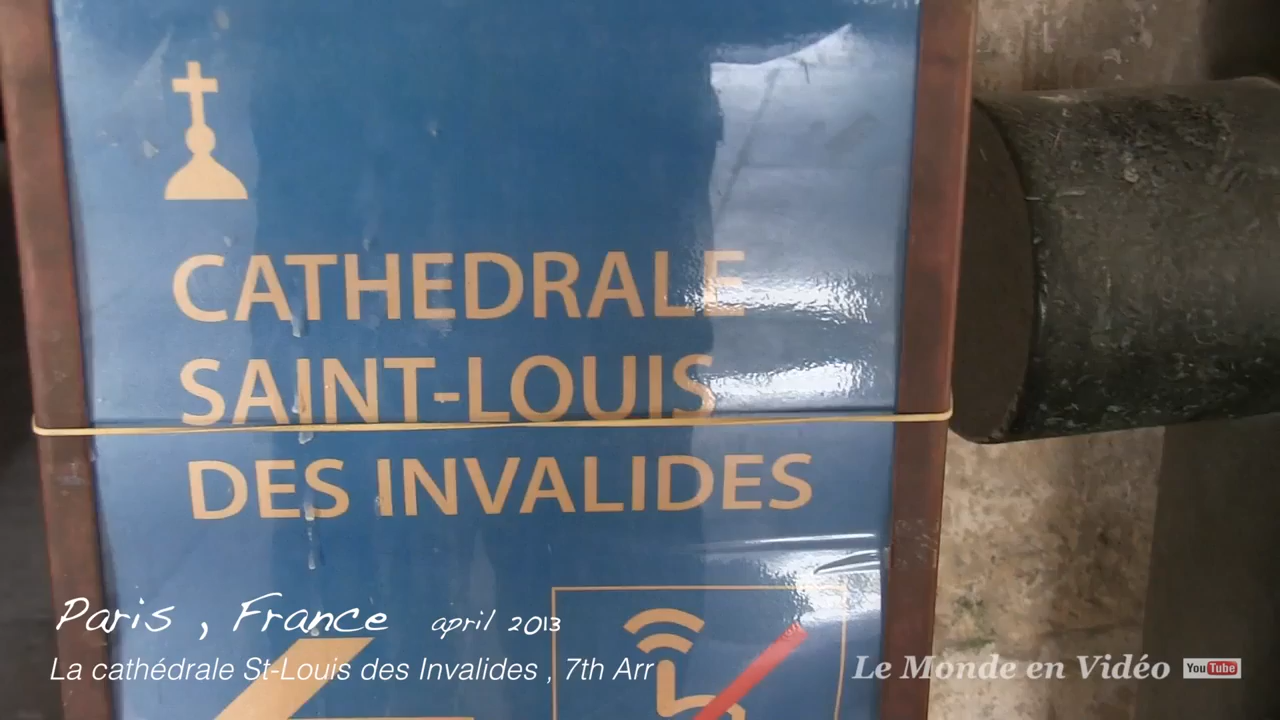 CATHEDRALE
SAINT-LOUIS
DES INVALIDES
Paris , France april 2013
La cathédrale St-Louis des Invalides , 7th Arr
Le Monde en Vidéo YouTube